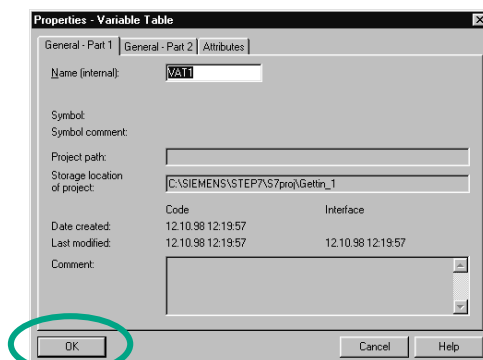 Properties - Variable Table
General - Part 1 General - Part 2 Attributes
Name (internal): VAT1
Symbol:
Symbol comment:
Project path:
Storage location
of project: C:\SIEMENS\STEP7\S7proj\Gettin_1
Code Interface
Date created: 12.10.98 12:19:57
Last modified: 12.10.98 12:19:57 12.10.98 12:19:57
Comment:
OK Cancel Help